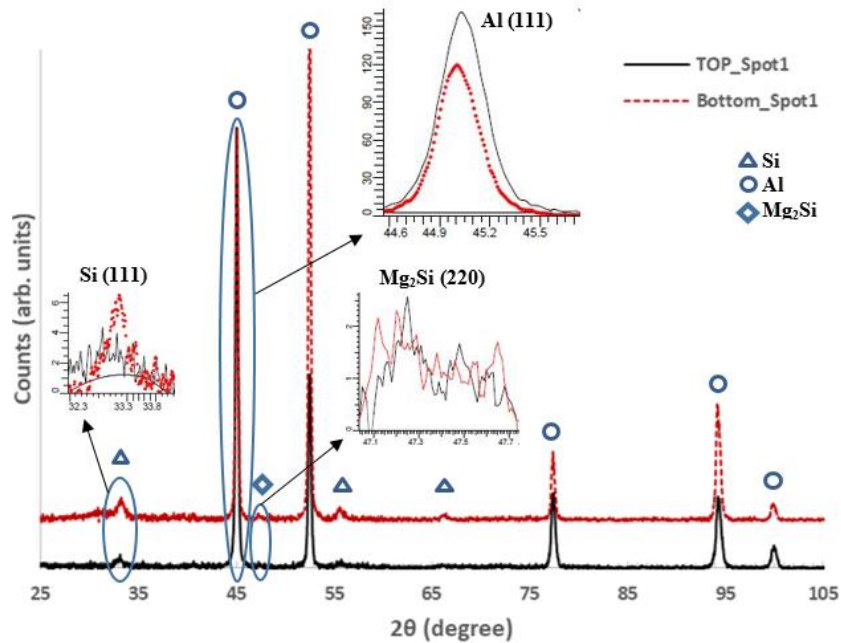 Al (111)
150
120
90
60
30
0
44.6 44.9 45.2 45.5
TOP_Spot1
Bottom_Spot1
Si
Al
Mg₂Si
Si (111)
6
4
2
0
32.3 33.3 33.8
Mg₂Si (220)
2
1
0
47.1 47.3 47.5 47.7
Counts (arb. units)
25 35 45 55 65 75 85 95 105
2θ (degree)